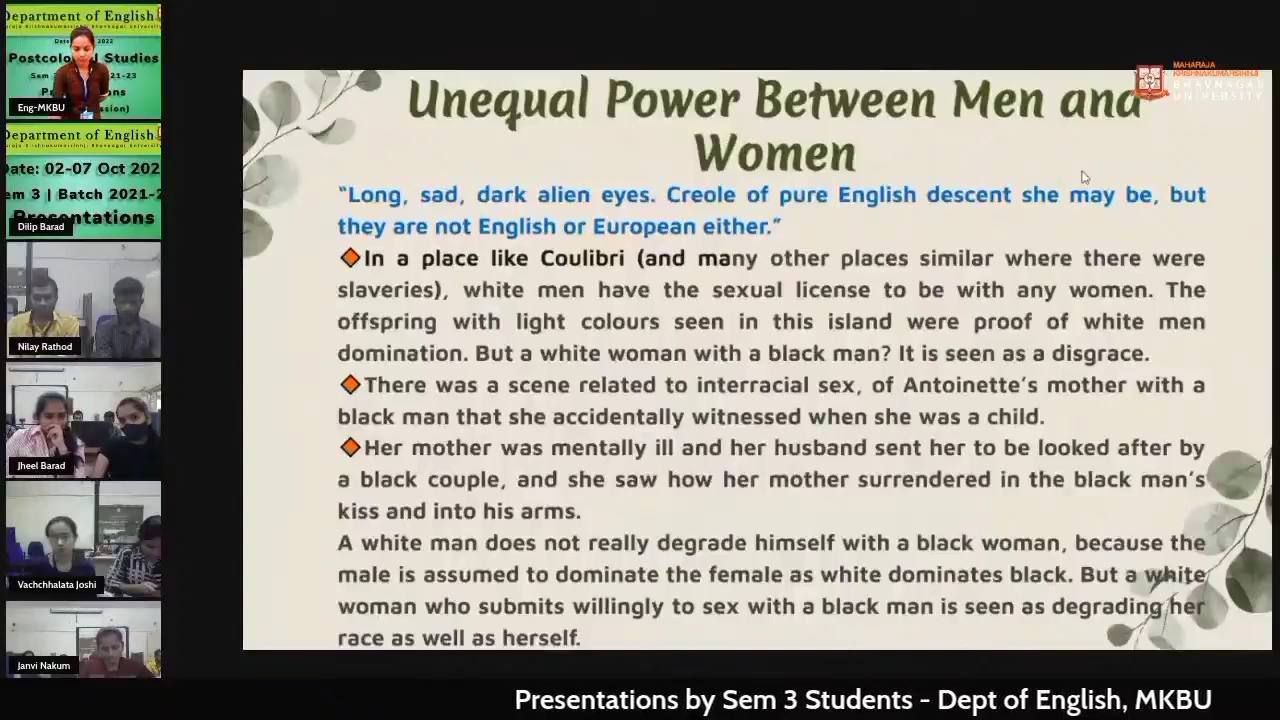 Department of English
Maharaja Krishnakumarsinhji Bhavnagar University
2022
Postcolo l Studies
Sem
21-23
Eng-MKBU
Department of English
Date: 02-07 Oct 202
em 3 | Batch 2021-2
Presentations
Dilip Barad
Nilay Rathod
Jheel Barad
Vachchhalata Joshi
Janvi Nakum
MAHARAJA
KRISHNAKUMARSINHJI
BHAVNAGAR
UNIVERSITY
Unequal Power Between Men and
Women
“Long, sad, dark alien eyes. Creole of pure English descent she may be, but
they are not English or European either.”
In a place like Coulibri (and many other places similar where there were
slaveries), white men have the sexual license to be with any women. The
offspring with light colours seen in this island were proof of white men
domination. But a white woman with a black man? It is seen as a disgrace.
There was a scene related to interracial sex, of Antoinette’s mother with a
black man that she accidentally witnessed when she was a child.
Her mother was mentally ill and her husband sent her to be looked after by
a black couple, and she saw how her mother surrendered in the black man’s
kiss and into his arms.
A white man does not really degrade himself with a black woman, because the
male is assumed to dominate the female as white dominates black. But a white
woman who submits willingly to sex with a black man is seen as degrading her
race as well as herself.
Presentations by Sem 3 Students - Dept of English, MKBU